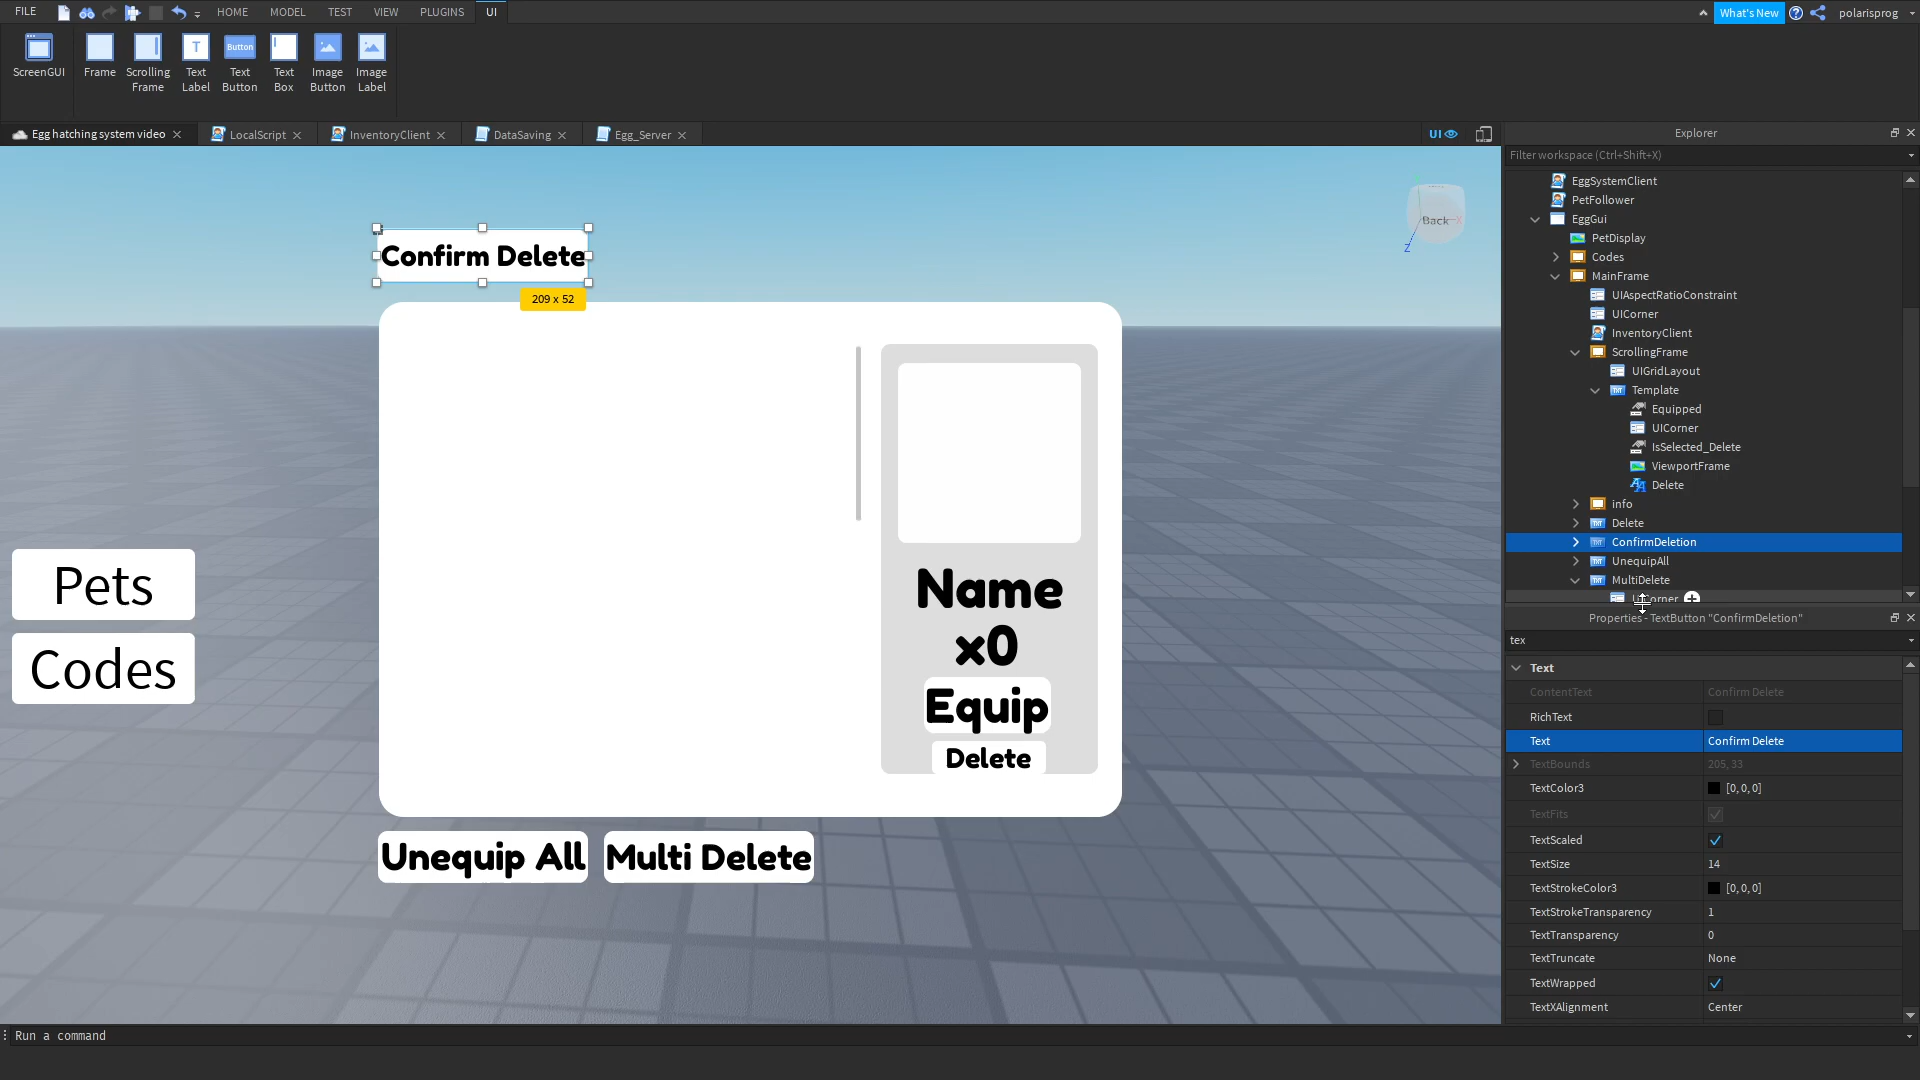 FILE
HOME
MODEL
TEST
VIEW
PLUGINS
UI
What's New
polarisprog
ScreenGUI
Frame
Scrolling
Frame
Text
Label
Button
Text
Button
Text
Box
Image
Button
Image
Label
Egg hatching system video
LocalScript
InventoryClient
DataSaving
Egg_Server
UI
Explorer
Filter workspace (Ctrl+Shift+X)
EggSystemClient
PetFollower
EggGui
PetDisplay
Codes
MainFrame
UIAspectRatioConstraint
UICorner
InventoryClient
ScrollingFrame
UIGridLayout
Template
Equipped
UICorner
IsSelected_Delete
ViewportFrame
Delete
info
Delete
ConfirmDeletion
UnequipAll
MultiDelete
UICorner
Back
X
Z
Confirm Delete
209 x 52
Pets
Codes
Name
x0
Equip
Delete
Unequip All
Multi Delete
Properties - TextButton "ConfirmDeletion"
tex
Text
ContentText Confirm Delete
RichText
Text Confirm Delete
TextBounds 205, 33
TextColor3 [0, 0, 0]
TextFits
TextScaled
TextSize 14
TextStrokeColor3 [0, 0, 0]
TextStrokeTransparency 1
TextTransparency 0
TextTruncate None
TextWrapped
TextXAlignment Center
Run a command